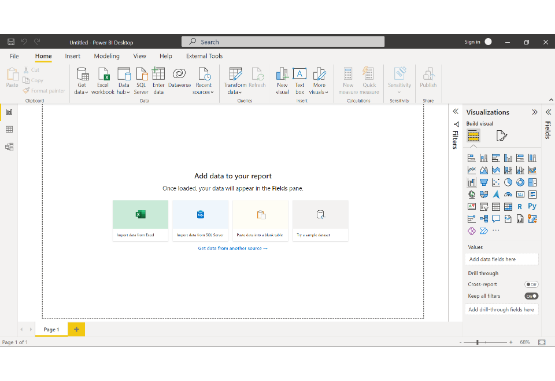 Untitled - Power BI Desktop
Search
Sign in
File Home Insert Modeling View Help External Tools
Paste
Cut
Copy
Format painter
Clipboard
Get data
Excel workbook
Data hub
SQL Server
Enter data
Dataverse
Recent sources
Data
Transform data
Refresh
Queries
New visual
Text box
More visuals
Insert
New measure
Quick measure
Calculations
Sensitivity
Sensitivity
Publish
Share
Add data to your report
Once loaded, your data will appear in the Fields pane.
Import data from Excel
Import data from SQL Server
Paste data into a blank table
Try a sample dataset
Get data from another source →
Filters
Visualizations
Build visual
R Py
Values
Add data fields here
Drill through
Cross-report
Off
Keep all filters
On
Add drill-through fields here
Fields
Page 1
Page 1 of 1
68%